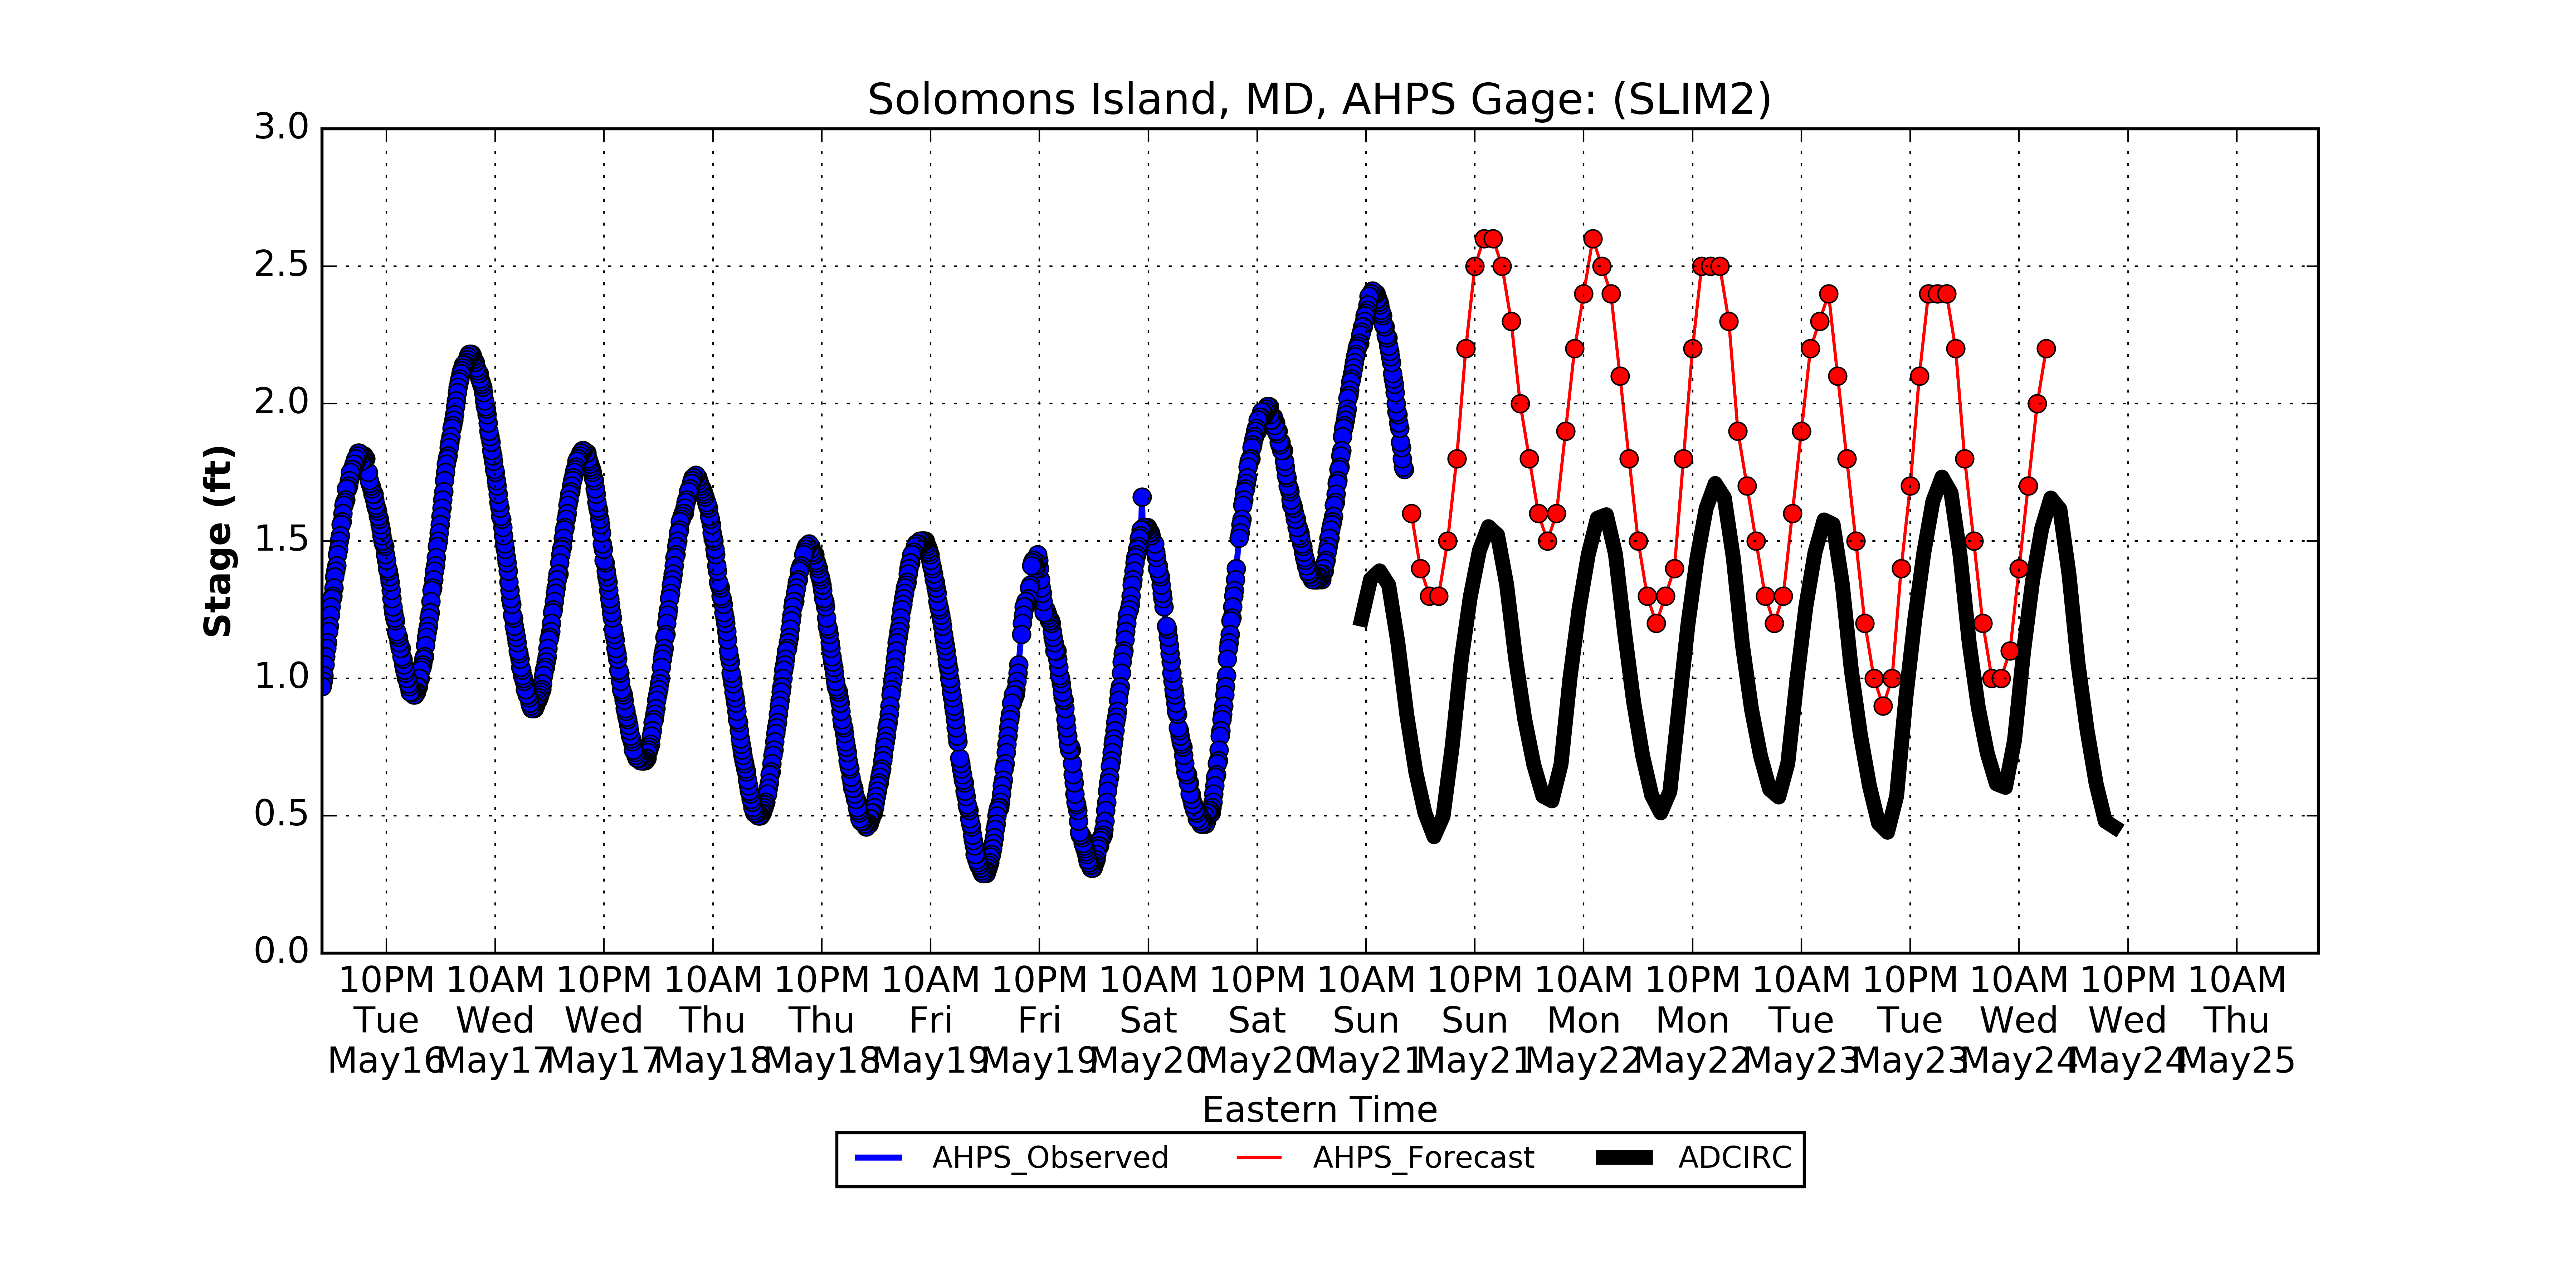 Solomons Island, MD, AHPS Gage: (SLIM2)
3.0
2.5
2.0
1.5
1.0
0.5
0.0
Stage (ft)
10PM 10AM 10PM 10AM 10PM 10AM 10PM 10AM 10PM 10AM 10PM 10AM 10PM 10AM 10PM 10AM 10PM 10AM
Tue Wed Wed Thu Thu Fri Fri Sat Sat Sun Sun Mon Mon Tue Tue Wed Wed Thu
May16 May17 May17 May18 May18 May19 May19 May20 May20 May21 May21 May22 May22 May23 May23 May24 May24 May25
Eastern Time
AHPS_Observed AHPS_Forecast ADCIRC